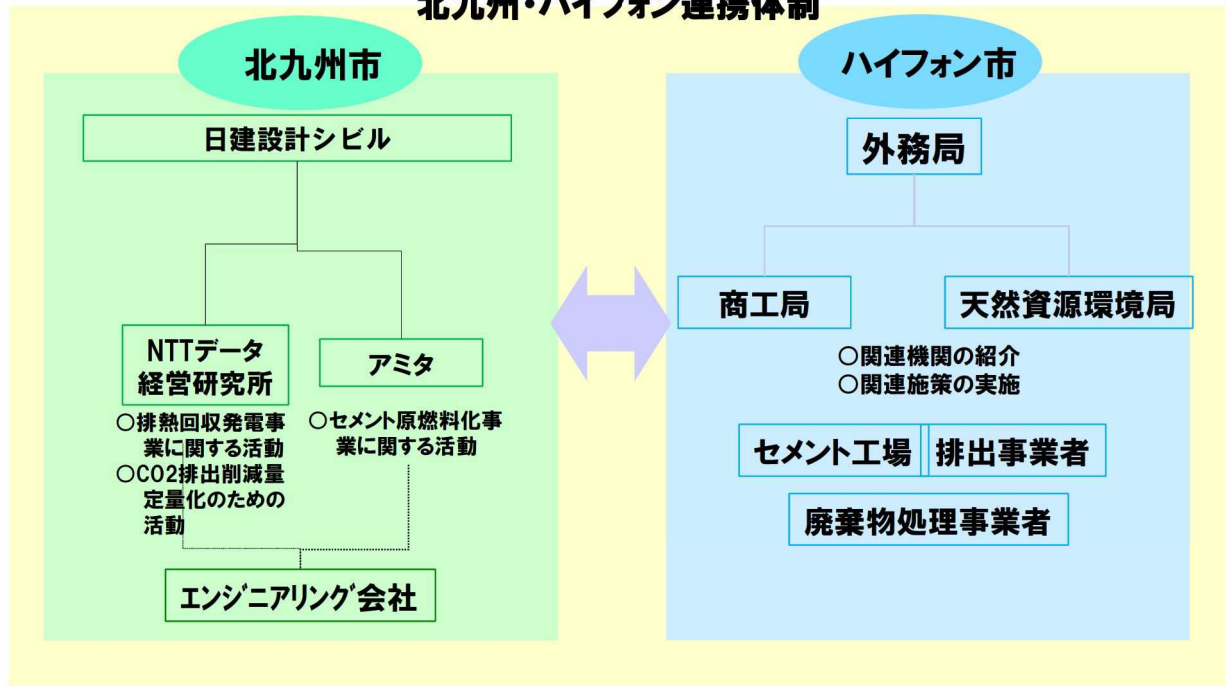 北九州・ハイフォン連携体制
北九州市
日建設計シビル
NTTデータ
経営研究所
アミタ
○排熱回収発電事
業に関する活動
○CO2排出削減量
定量化のための
活動
○セメント原燃料化事
業に関する活動
エンジニアリング会社
ハイフォン市
外務局
商工局
天然資源環境局
○関連機関の紹介
○関連施策の実施
セメント工場
排出事業者
廃棄物処理事業者